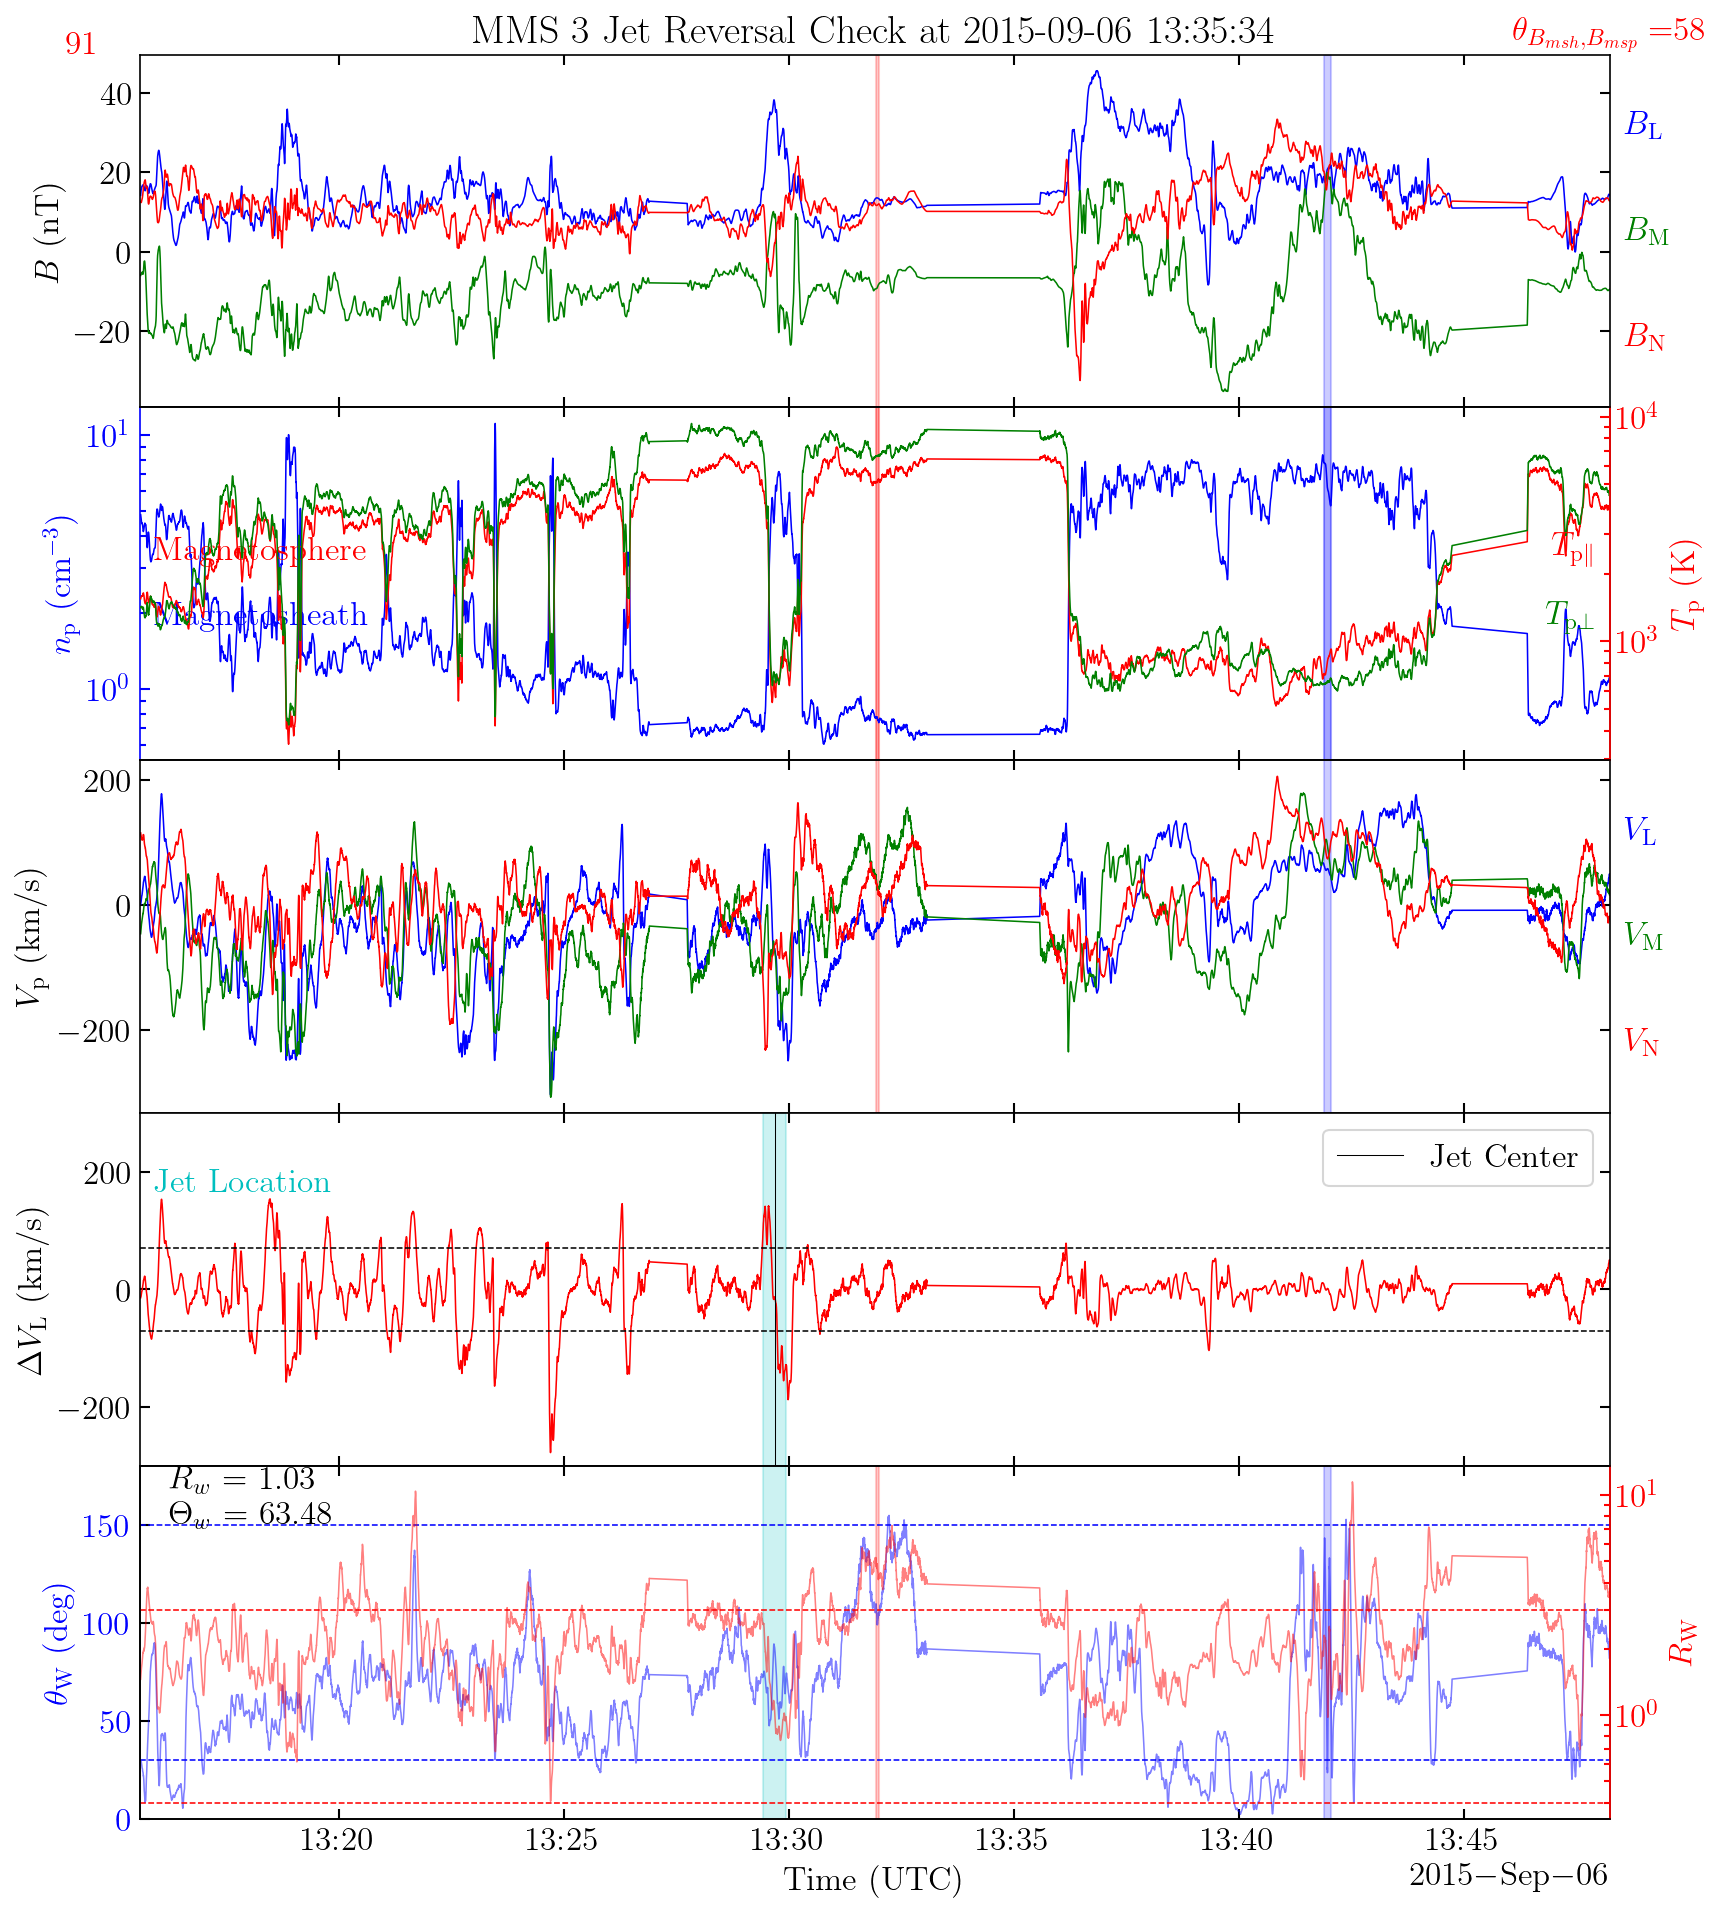 MMS 3 Jet Reversal Check at 2015-09-06 13:35:34
91
θ_{B_{msh},B_{msp}} =58
B (nT)
40
20
0
−20
B_L
B_M
B_N
n_p (cm^{−3})
10^1
10^0
Magnetosphere
Magnetosheath
T_{p∥}
T_{p⊥}
10^4
10^3
T_p (K)
V_p (km/s)
200
0
−200
V_L
V_M
V_N
ΔV_L (km/s)
200
0
−200
Jet Location
Jet Center
R_w = 1.03
Θ_w = 63.48
θ_W (deg)
150
100
50
0
10^1
10^0
R_W
13:20 13:25 13:30 13:35 13:40 13:45
2015−Sep−06
Time (UTC)